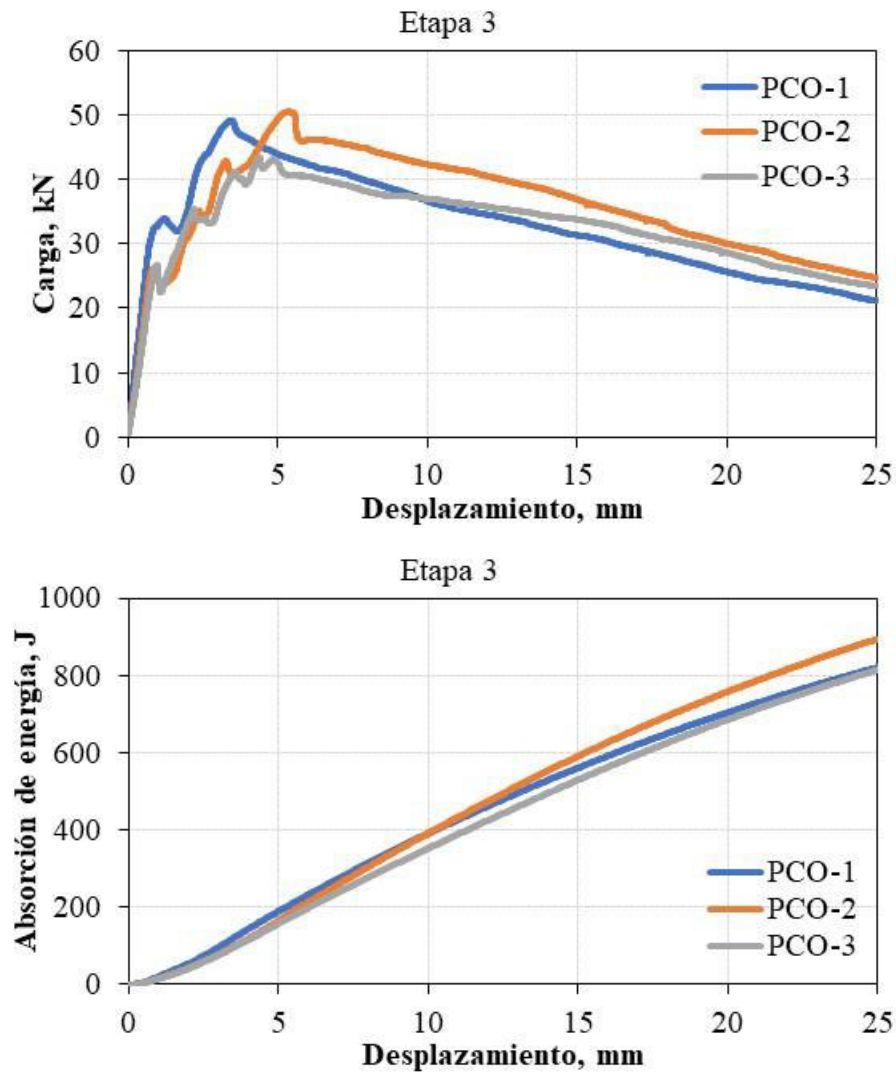 Etapa 3
60
50
40
30
20
10
0
Carga, kN
PCO-1
PCO-2
PCO-3
0 5 10 15 20 25
Desplazamiento, mm
Etapa 3
1000
800
600
400
200
0
Absorción de energía, J
PCO-1
PCO-2
PCO-3
0 5 10 15 20 25
Desplazamiento, mm